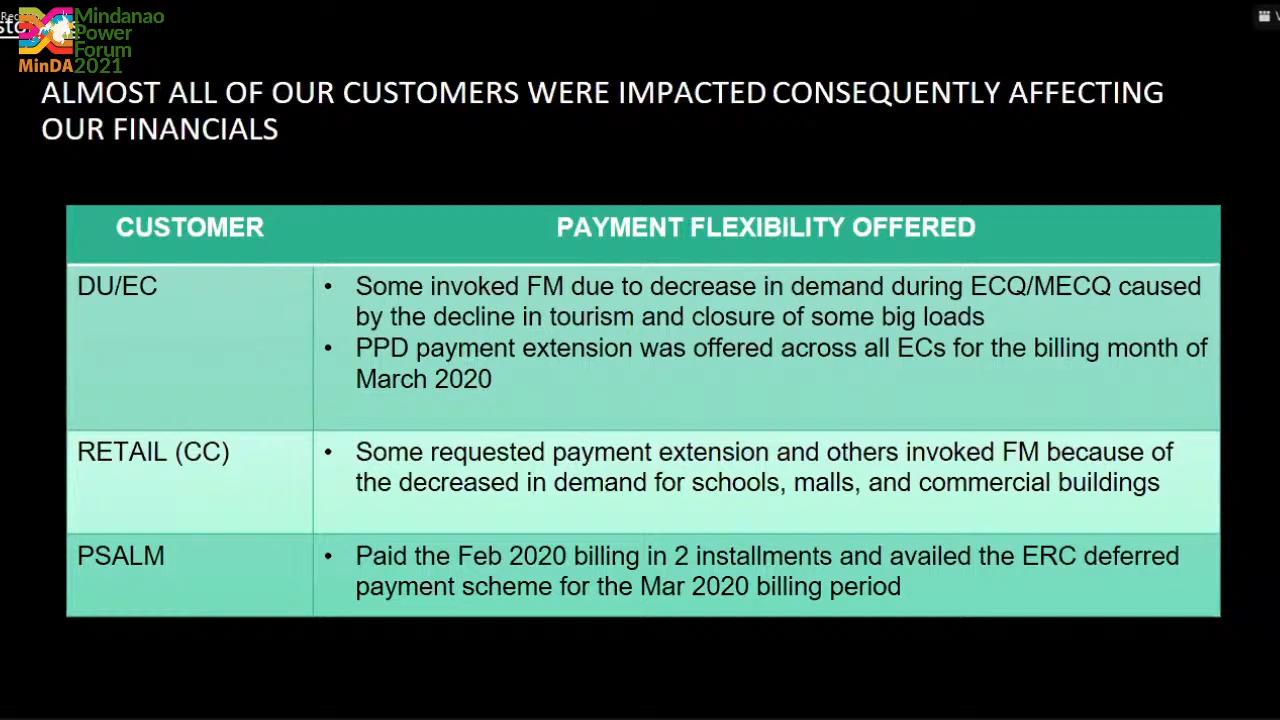 Rec
Mindanao
Power
Forum
2021
MinDA
ALMOST ALL OF OUR CUSTOMERS WERE IMPACTED CONSEQUENTLY AFFECTING
OUR FINANCIALS
CUSTOMER
PAYMENT FLEXIBILITY OFFERED
DU/EC
• Some invoked FM due to decrease in demand during ECQ/MECQ caused
by the decline in tourism and closure of some big loads
• PPD payment extension was offered across all ECs for the billing month of
March 2020
RETAIL (CC)
• Some requested payment extension and others invoked FM because of
the decreased in demand for schools, malls, and commercial buildings
PSALM
• Paid the Feb 2020 billing in 2 installments and availed the ERC deferred
payment scheme for the Mar 2020 billing period